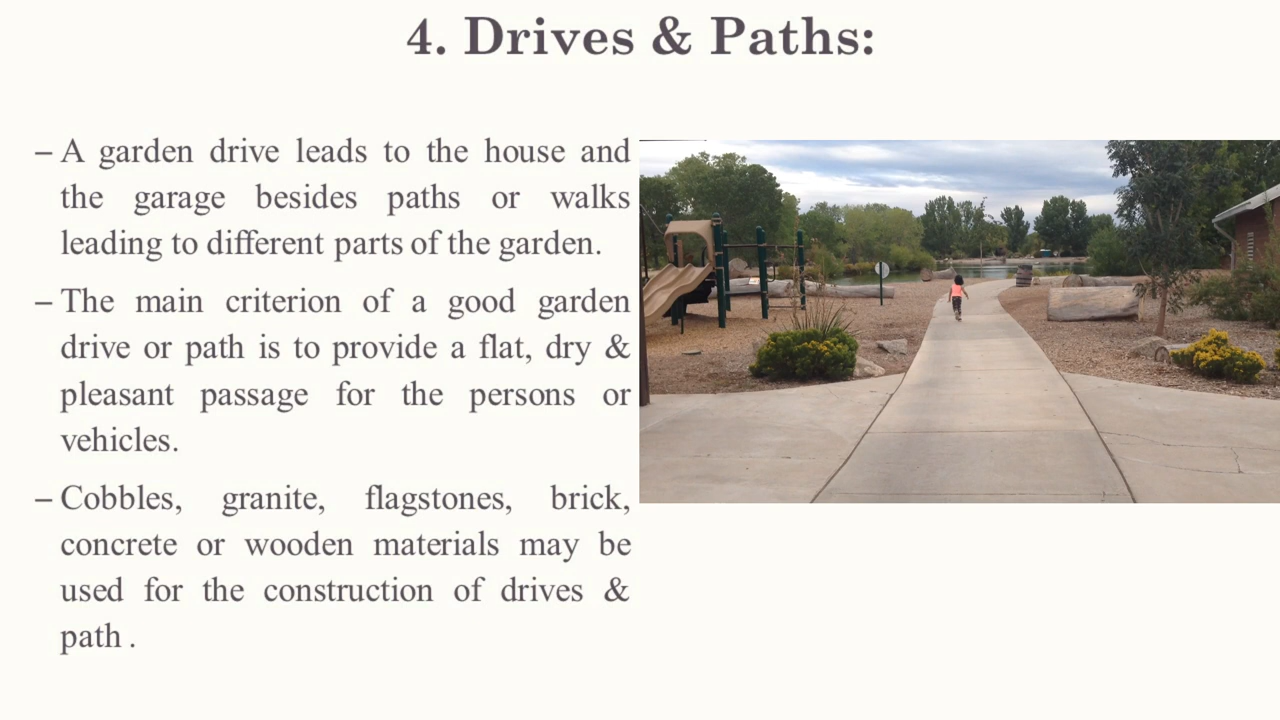 4. Drives & Paths:
– A garden drive leads to the house and
the garage besides paths or walks
leading to different parts of the garden.
– The main criterion of a good garden
drive or path is to provide a flat, dry &
pleasant passage for the persons or
vehicles.
– Cobbles, granite, flagstones, brick,
concrete or wooden materials may be
used for the construction of drives &
path .